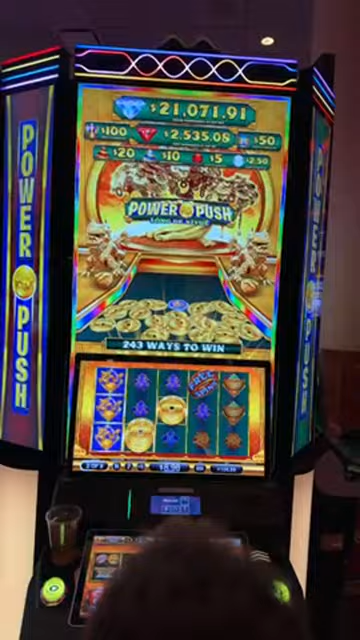 $21,071.91
$100 $2,535.08 $50
$20 $10 $5 $2.50
POWER PUSH
243 WAYS TO WIN
FREE
POWER PUSH